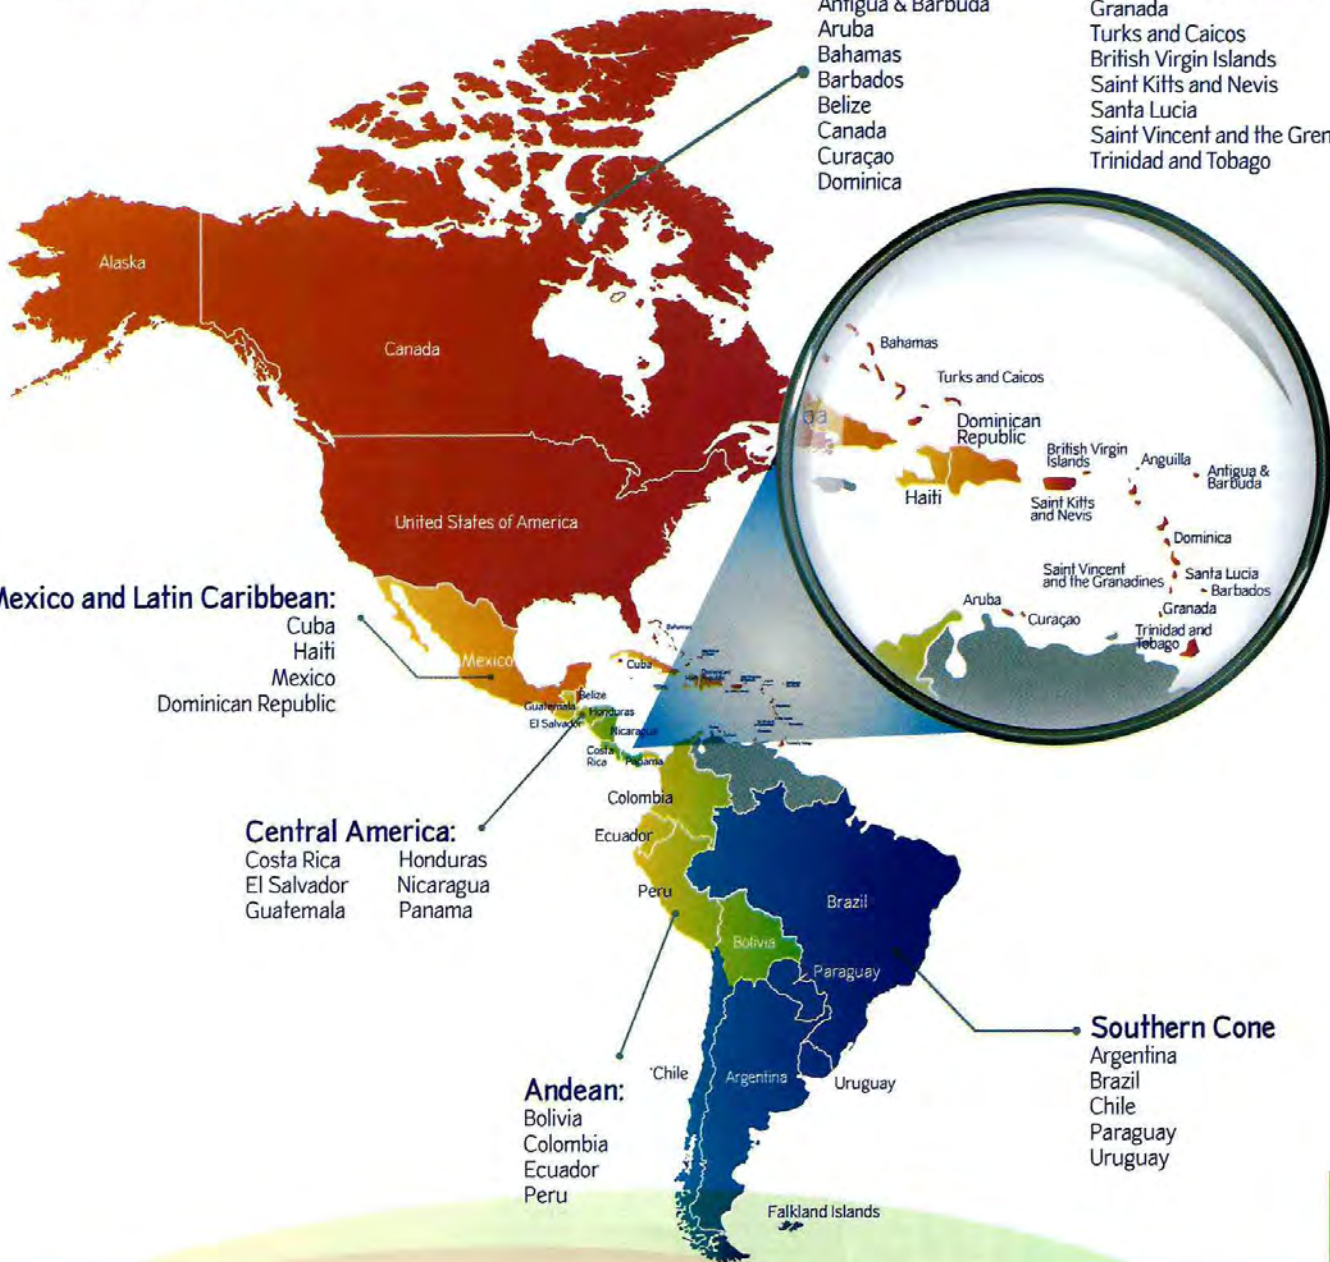 Antigua & Barbuda
Aruba
Bahamas
Barbados
Belize
Canada
Curaçao
Dominica
Granada
Turks and Caicos
British Virgin Islands
Saint Kitts and Nevis
Santa Lucia
Saint Vincent and the Gren
Trinidad and Tobago
Alaska
Canada
United States of America
Bahamas
Turks and Caicos
Dominican
Republic
Haiti
British Virgin
Islands
Anguilla
Antigua &
Barbuda
Saint Kitts
and Nevis
Dominica
Saint Vincent
and the Granadines
Santa Lucia
Barbados
Aruba
Curaçao
Granada
Trinidad and
Tobago
Mexico and Latin Caribbean:
Cuba
Haiti
Mexico
Dominican Republic
Mexico
Bahamas
Cuba
Belize
Guatemala
Honduras
El Salvador
Nicaragua
Costa
Rica
Panama
Colombia
Ecuador
Peru
Brazil
Bolivia
Paraguay
Chile
Argentina
Uruguay
Falkland Islands
Central America:
Costa Rica
El Salvador
Guatemala
Honduras
Nicaragua
Panama
Andean:
Bolivia
Colombia
Ecuador
Peru
Southern Cone
Argentina
Brazil
Chile
Paraguay
Uruguay